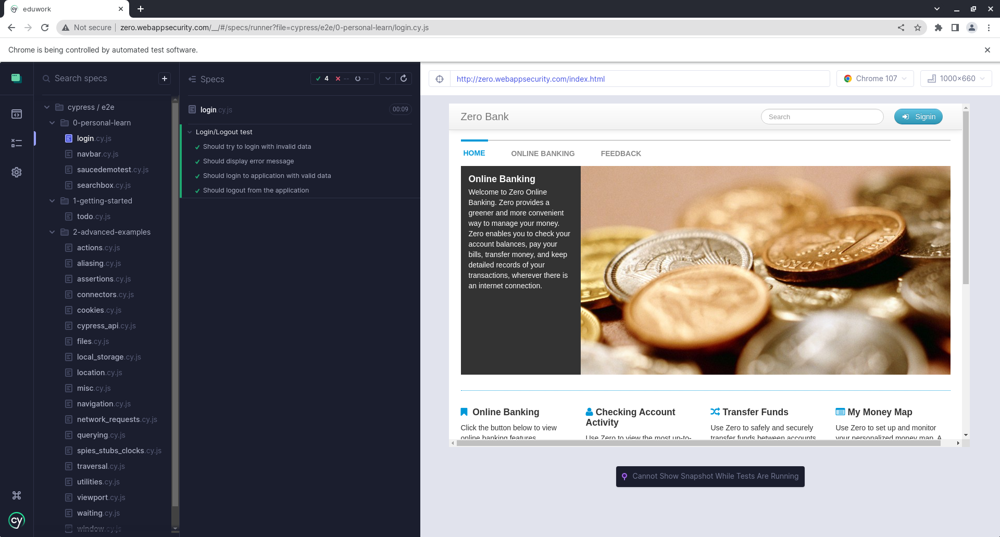 eduwork
Not secure
zero.webappsecurity.com/__/#/specs/runner?file=cypress/e2e/0-personal-learn/login.cy.js
Chrome is being controlled by automated test software.
Search specs
+
cypress / e2e
0-personal-learn
login.cy.js
navbar.cy.js
saucedemotest.cy.js
searchbox.cy.js
1-getting-started
todo.cy.js
2-advanced-examples
actions.cy.js
aliasing.cy.js
assertions.cy.js
connectors.cy.js
cookies.cy.js
cypress_api.cy.js
files.cy.js
local_storage.cy.js
location.cy.js
misc.cy.js
navigation.cy.js
network_requests.cy.js
querying.cy.js
spies_stubs_clocks.cy.js
traversal.cy.js
utilities.cy.js
viewport.cy.js
waiting.cy.js
window.cy.js
cy
Specs
4 -- --
login.cy.js
00:09
Login/Logout test
Should try to login with invalid data
Should display error message
Should login to application with valid data
Should logout from the application
http://zero.webappsecurity.com/index.html
Chrome 107
1000×660
Zero Bank
Search
Signin
HOME
ONLINE BANKING
FEEDBACK
Online Banking
Welcome to Zero Online
Banking. Zero provides a
greener and more convenient
way to manage your money.
Zero enables you to check your
account balances, pay your
bills, transfer money, and keep
detailed records of your
transactions, wherever there is
an internet connection.
Online Banking
Click the button below to view
online banking features.
Checking Account
Activity
Use Zero to view the most up-to-
Transfer Funds
Use Zero to safely and securely
transfer funds between accounts.
My Money Map
Use Zero to set up and monitor
your personalized money map. A
Cannot Show Snapshot While Tests Are Running